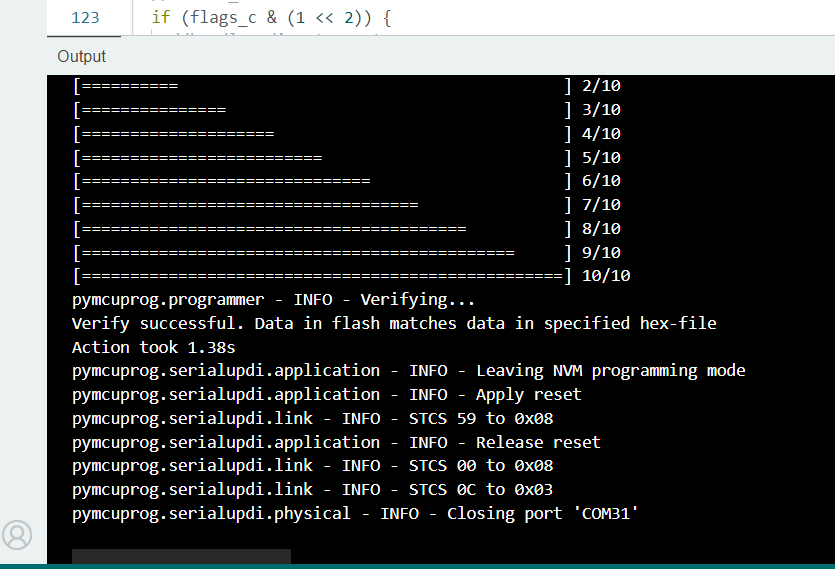 123 if (flags_c & (1 << 2)) {
Output
[========== ] 2/10
[=============== ] 3/10
[==================== ] 4/10
[========================= ] 5/10
[============================== ] 6/10
[=================================== ] 7/10
[======================================== ] 8/10
[============================================= ] 9/10
[==================================================] 10/10
pymcuprog.programmer - INFO - Verifying...
Verify successful. Data in flash matches data in specified hex-file
Action took 1.38s
pymcuprog.serialupdi.application - INFO - Leaving NVM programming mode
pymcuprog.serialupdi.application - INFO - Apply reset
pymcuprog.serialupdi.link - INFO - STCS 59 to 0x08
pymcuprog.serialupdi.application - INFO - Release reset
pymcuprog.serialupdi.link - INFO - STCS 00 to 0x08
pymcuprog.serialupdi.link - INFO - STCS 0C to 0x03
pymcuprog.serialupdi.physical - INFO - Closing port 'COM31'